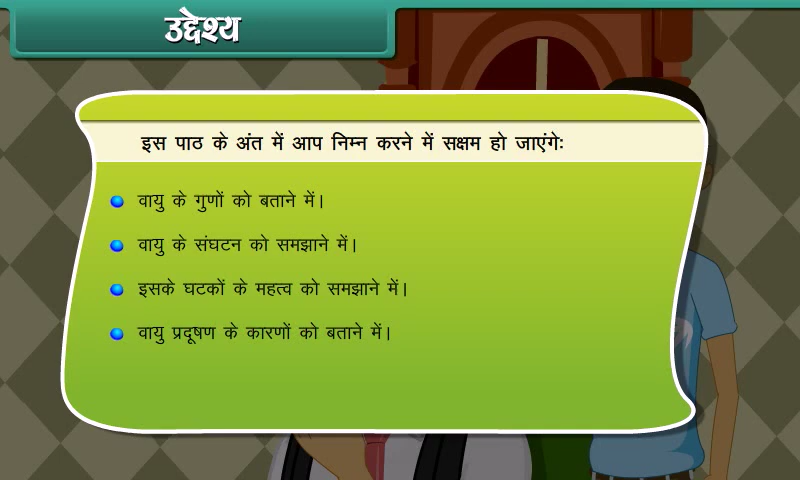 उद्देश्य
इस पाठ के अंत में आप निम्न करने में सक्षम हो जाएंगे:
वायु के गुणों को बताने में।
वायु के संघटन को समझाने में।
इसके घटकों के महत्व को समझाने में।
वायु प्रदूषण के कारणों को बताने में।